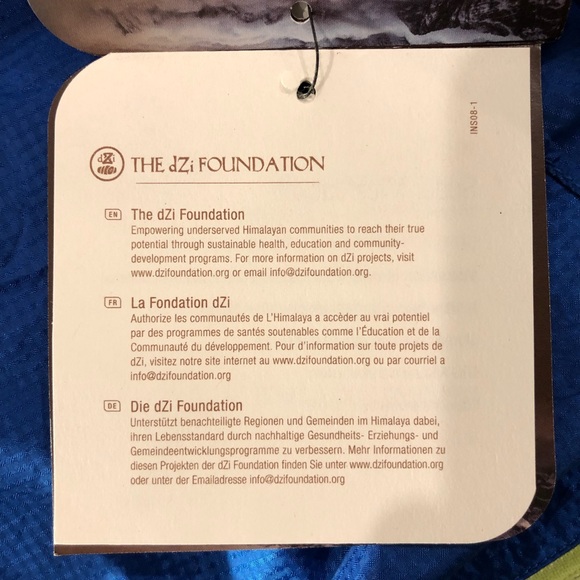 INS08-1
dZi
THE dZi FOUNDATION
EN The dZi Foundation
Empowering underserved Himalayan communities to reach their true
potential through sustainable health, education and community-
development programs. For more information on dZi projects, visit
www.dzifoundation.org or email info@dzifoundation.org.
FR La Fondation dZi
Authorize les communautés de L'Himalaya a accèder au vrai potentiel
par des programmes de santés soutenables comme l'Éducation et de la
Communauté du développement. Pour d'information sur toute projets de
dZi, visitez notre site internet au www.dzifoundation.org ou par courriel a
info@dzifoundation.org
DE Die dZi Foundation
Unterstützt benachteiligte Regionen und Gemeinden im Himalaya dabei,
ihren Lebensstandard durch nachhaltige Gesundheits- Erziehungs- und
Gemeindeentwicklungsprogramme zu verbessern. Mehr Informationen zu
diesen Projekten der dZi Foundation finden Sie unter www.dzifoundation.org
oder unter der Emailadresse info@dzifoundation.org